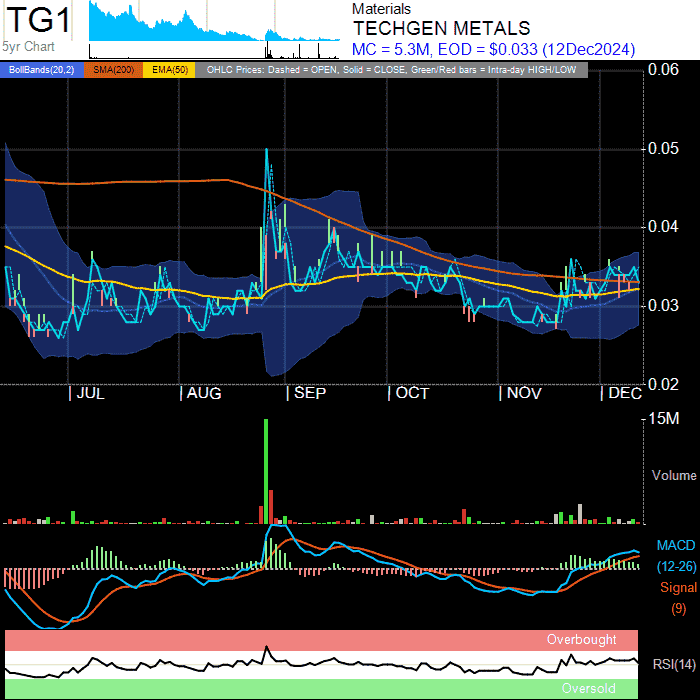 TG1
5yr Chart
Materials
TECHGEN METALS
MC = 5.3M, EOD = $0.033 (12Dec2024)
BollBands(20,2) SMA(200) EMA(50) OHLC Prices: Dashed = OPEN, Solid = CLOSE, Green/Red bars = Intra-day HIGH/LOW
0.06
0.05
0.04
0.03
0.02
JUL AUG SEP OCT NOV DEC
15M
Volume
MACD
(12-26)
Signal
(9)
Overbought
RSI(14)
Oversold